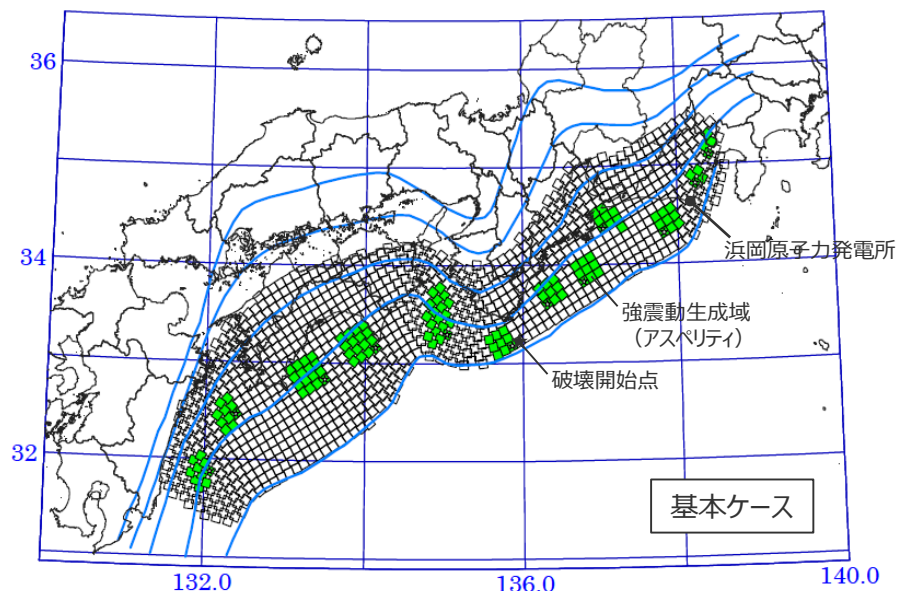 36
34
32
浜岡原子力発電所
強震動生成域
（アスペリティ）
破壊開始点
基本ケース
132.0
136.0
140.0